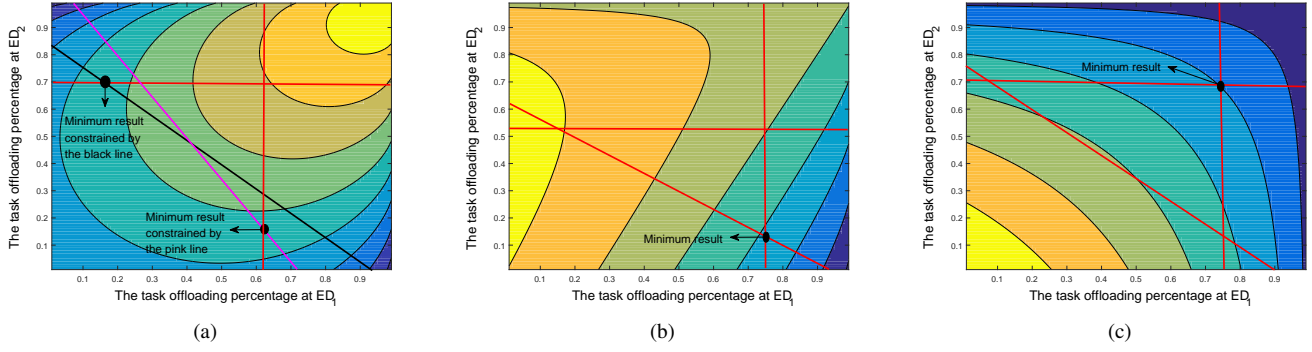 The task offloading percentage at ED2
0.9
0.8
0.7
0.6
0.5
0.4
0.3
0.2
0.1
Minimum result
constrained by
the black line
Minimum result
constrained by
the pink line
0.1 0.2 0.3 0.4 0.5 0.6 0.7 0.8 0.9
The task offloading percentage at ED1
(a)
The task offloading percentage at ED2
0.9
0.8
0.7
0.6
0.5
0.4
0.3
0.2
0.1
Minimum result
0.1 0.2 0.3 0.4 0.5 0.6 0.7 0.8 0.9
The task offloading percentage at ED1
(b)
The task offloading percentage at ED2
0.9
0.8
0.7
0.6
0.5
0.4
0.3
0.2
0.1
Minimum result
0.1 0.2 0.3 0.4 0.5 0.6 0.7 0.8 0.9
The task offloading percentage at ED1
(c)